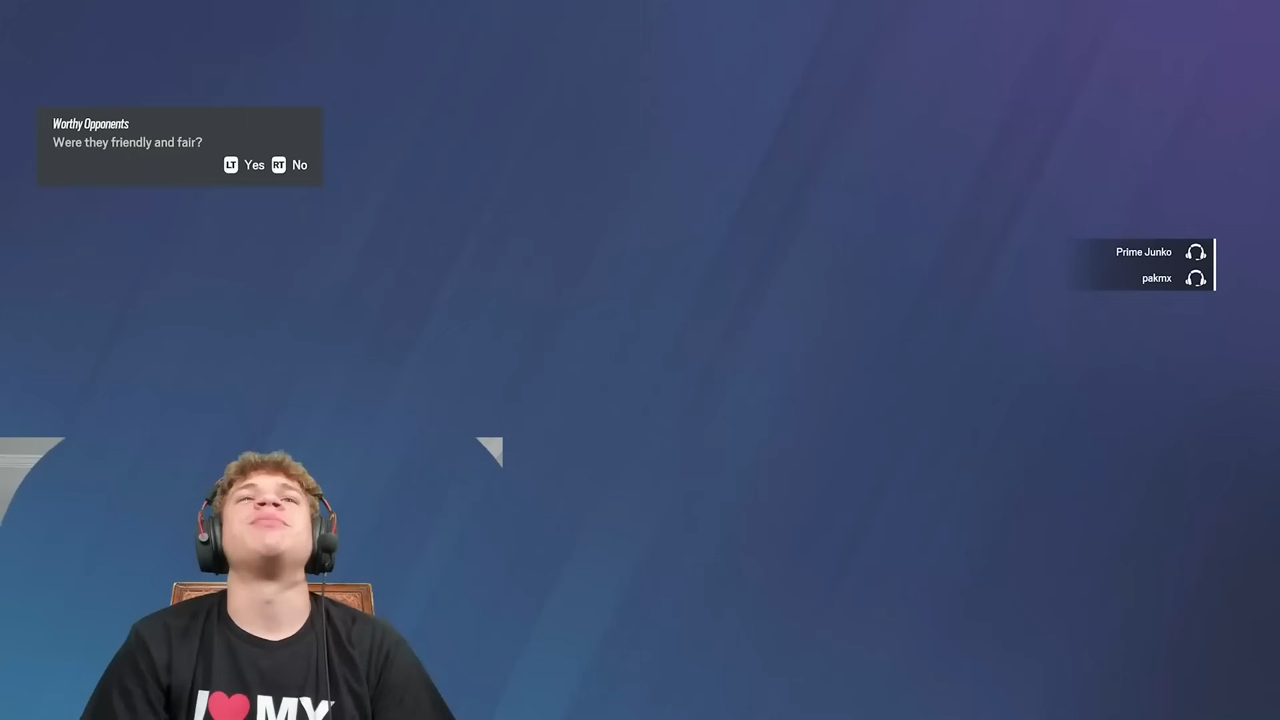 Worthy Opponents
Were they friendly and fair?
LT Yes RT No
Prime Junko
pakmx
I MY